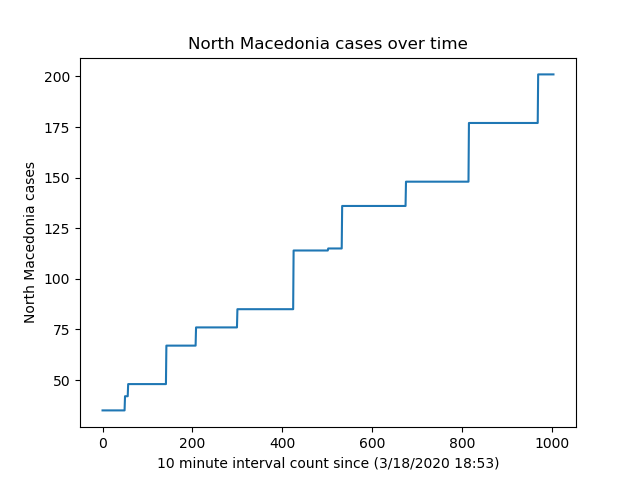 North Macedonia cases over time
200
175
150
125
100
75
50
North Macedonia cases
0 200 400 600 800 1000
10 minute interval count since (3/18/2020 18:53)